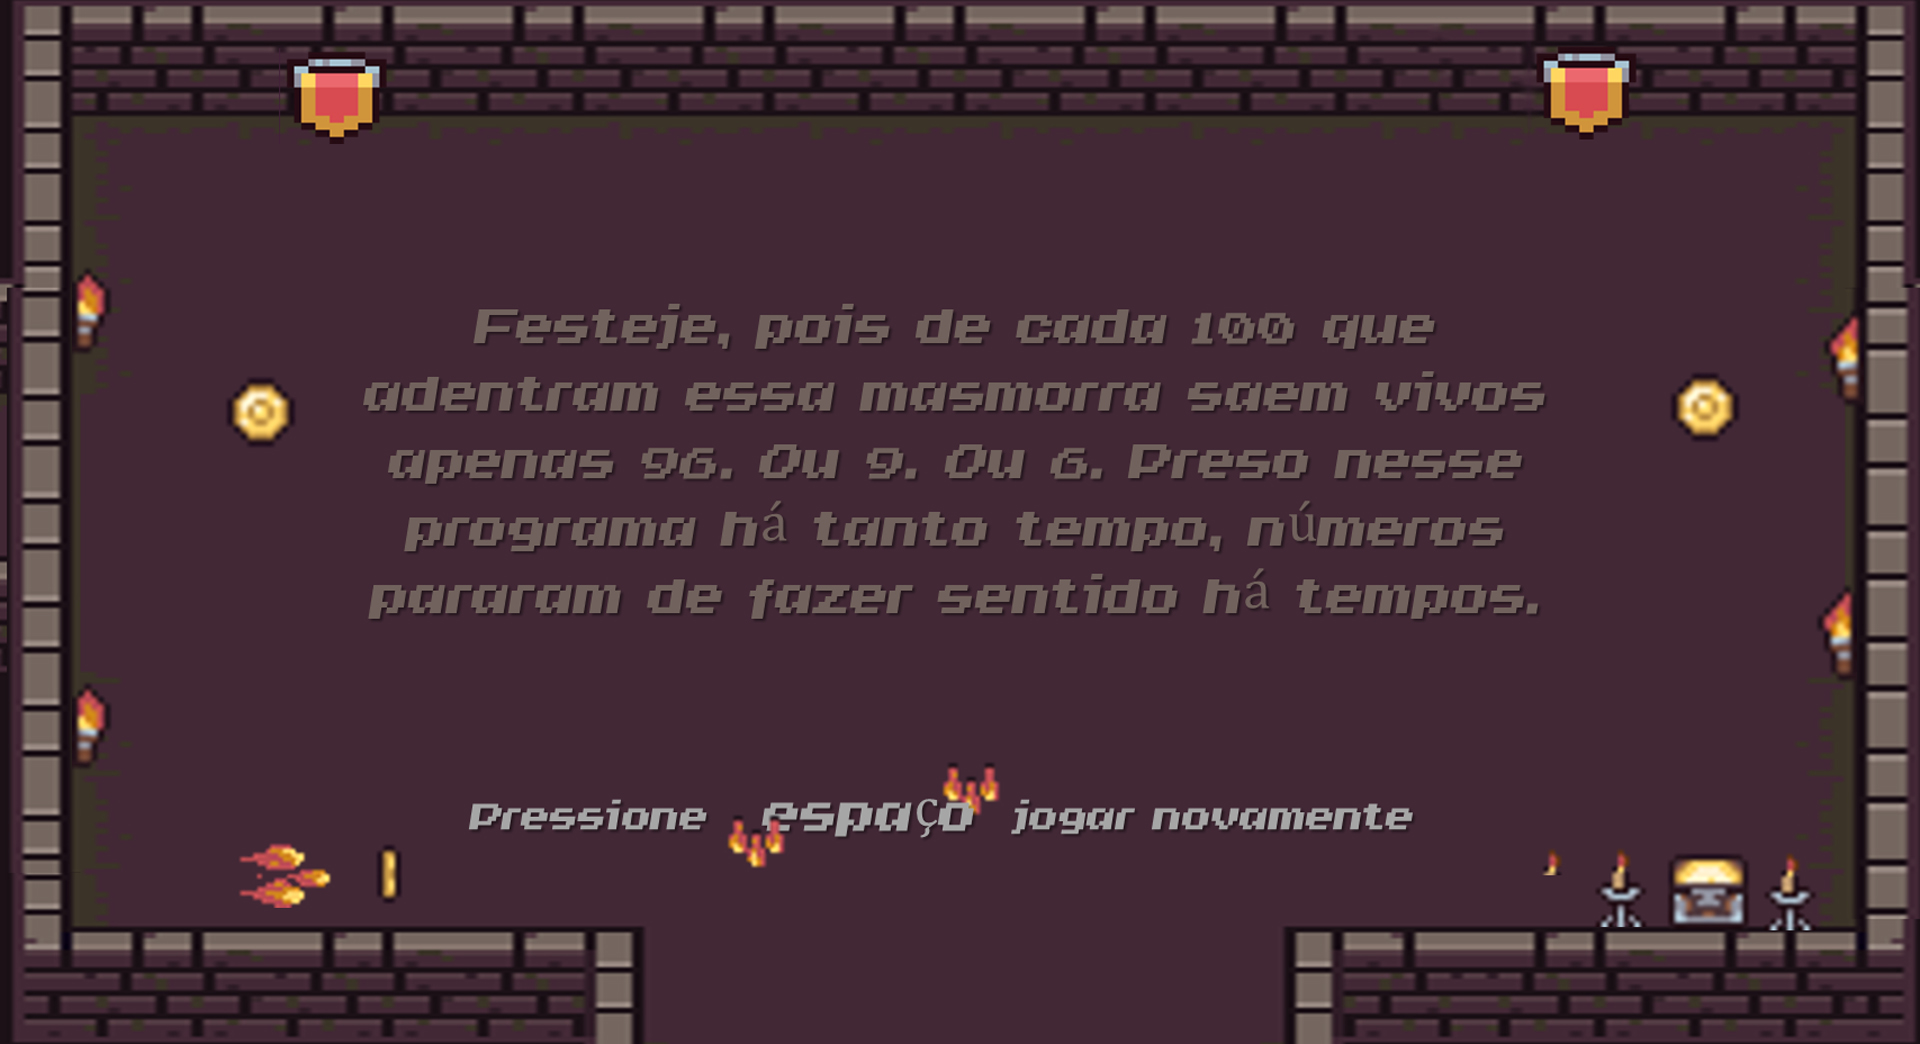 Festeje, pois de cada 100 que
adentram essa masmorra saem vivos
apenas 96. Ou 9. Ou 6. Preso nesse
programa há tanto tempo, números
pararam de fazer sentido há tempos.
Pressione espaço jogar novamente